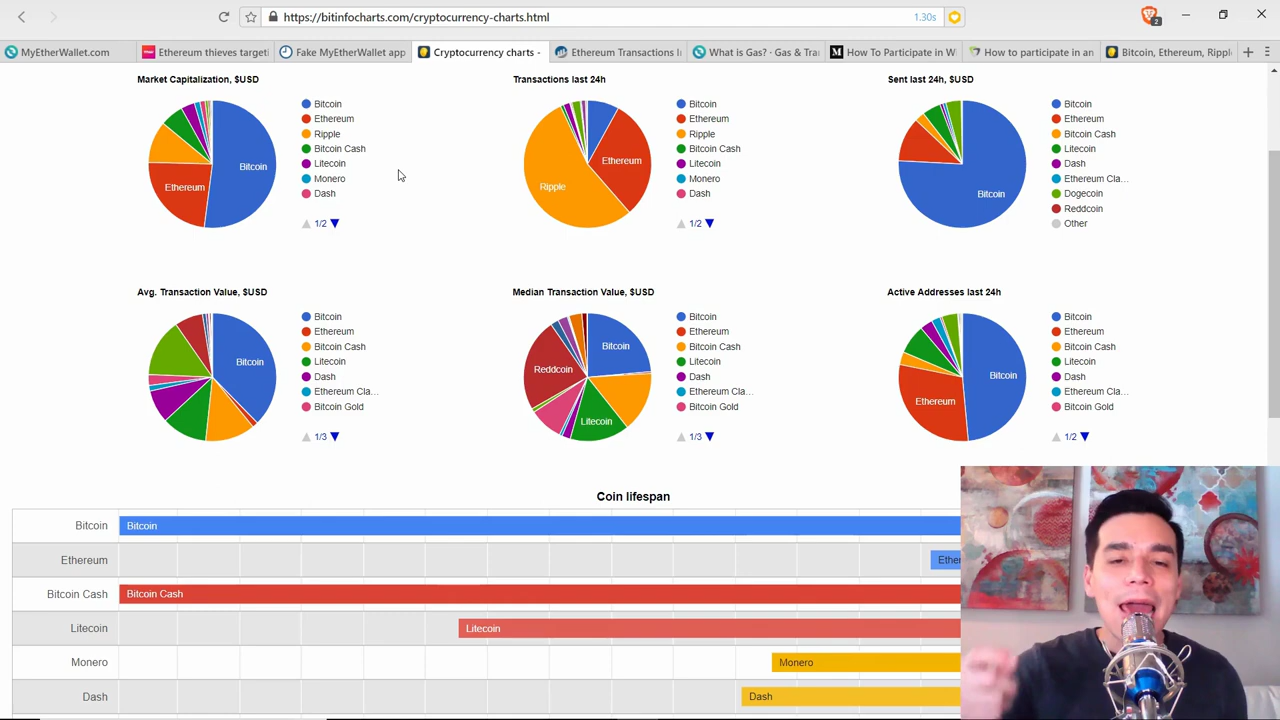 https://bitinfocharts.com/cryptocurrency-charts.html
1.30s
2
MyEtherWallet.com
Ethereum thieves targeti
Fake MyEtherWallet app
Cryptocurrency charts -
Ethereum Transactions In
What is Gas? - Gas & Tra
How To Participate in W
How to participate in an
Bitcoin, Ethereum, Rippl
Market Capitalization, $USD
Bitcoin
Ethereum
Bitcoin
Ethereum
Ripple
Bitcoin Cash
Litecoin
Monero
Dash
1/2
Transactions last 24h
Ethereum
Ripple
Bitcoin
Ethereum
Ripple
Bitcoin Cash
Litecoin
Monero
Dash
1/2
Sent last 24h, $USD
Bitcoin
Bitcoin
Ethereum
Bitcoin Cash
Litecoin
Dash
Ethereum Cla...
Dogecoin
Reddcoin
Other
Avg. Transaction Value, $USD
Bitcoin
Bitcoin
Ethereum
Bitcoin Cash
Litecoin
Dash
Ethereum Cla...
Bitcoin Gold
1/3
Median Transaction Value, $USD
Bitcoin
Reddcoin
Litecoin
Bitcoin
Ethereum
Bitcoin Cash
Litecoin
Dash
Ethereum Cla...
Bitcoin Gold
1/3
Active Addresses last 24h
Bitcoin
Ethereum
Bitcoin
Ethereum
Bitcoin Cash
Litecoin
Dash
Ethereum Cla...
Bitcoin Gold
1/2
Coin lifespan
Bitcoin Bitcoin
Ethereum Ether
Bitcoin Cash Bitcoin Cash
Litecoin Litecoin
Monero Monero
Dash Dash